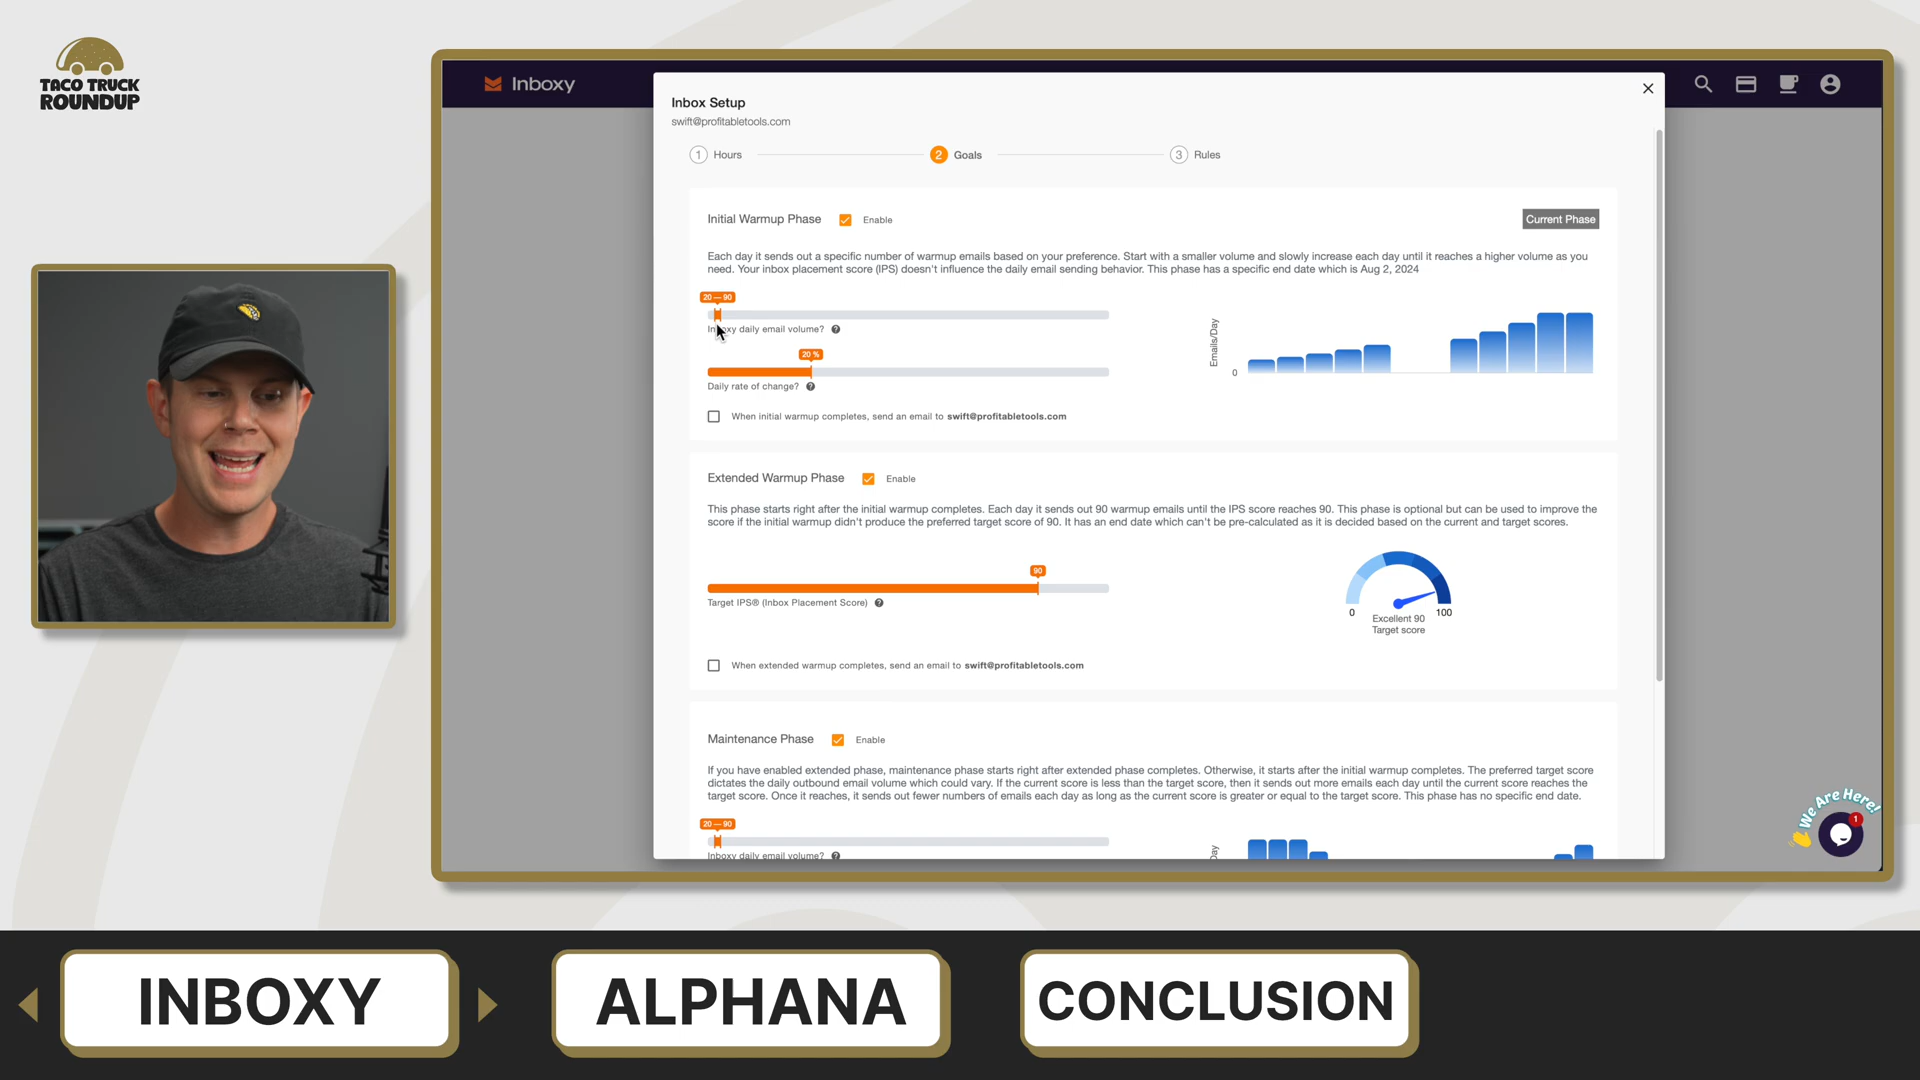 TACO TRUCK
ROUNDUP
Inboxy
Inbox Setup
swift@profitabletools.com
1 Hours
2 Goals
3 Rules
Initial Warmup Phase
Enable
Current Phase
Each day it sends out a specific number of warmup emails based on your preference. Start with a smaller volume and slowly increase each day until it reaches a higher volume as you
need. Your inbox placement score (IPS) doesn't influence the daily email sending behavior. This phase has a specific end date which is Aug 2, 2024
20 — 90
Inboxy daily email volume? ?
20 %
Daily rate of change? ?
Emails/Day
0
When initial warmup completes, send an email to swift@profitabletools.com
Extended Warmup Phase
Enable
This phase starts right after the initial warmup completes. Each day it sends out 90 warmup emails until the IPS score reaches 90. This phase is optional but can be used to improve the
score if the initial warmup didn't produce the preferred target score of 90. It has an end date which can't be pre-calculated as it is decided based on the current and target scores.
90
Target IPS® (Inbox Placement Score) ?
0
100
Excellent 90
Target score
When extended warmup completes, send an email to swift@profitabletools.com
Maintenance Phase
Enable
If you have enabled extended phase, maintenance phase starts right after extended phase completes. Otherwise, it starts after the initial warmup completes. The preferred target score
dictates the daily outbound email volume which could vary. If the current score is less than the target score, then it sends out more emails each day until the current score reaches the
target score. Once it reaches, it sends out fewer numbers of emails each day as long as the current score is greater or equal to the target score. This phase has no specific end date.
20 — 90
Inboxy daily email volume? ?
Day
We Are Here!
1
INBOXY
ALPHANA
CONCLUSION